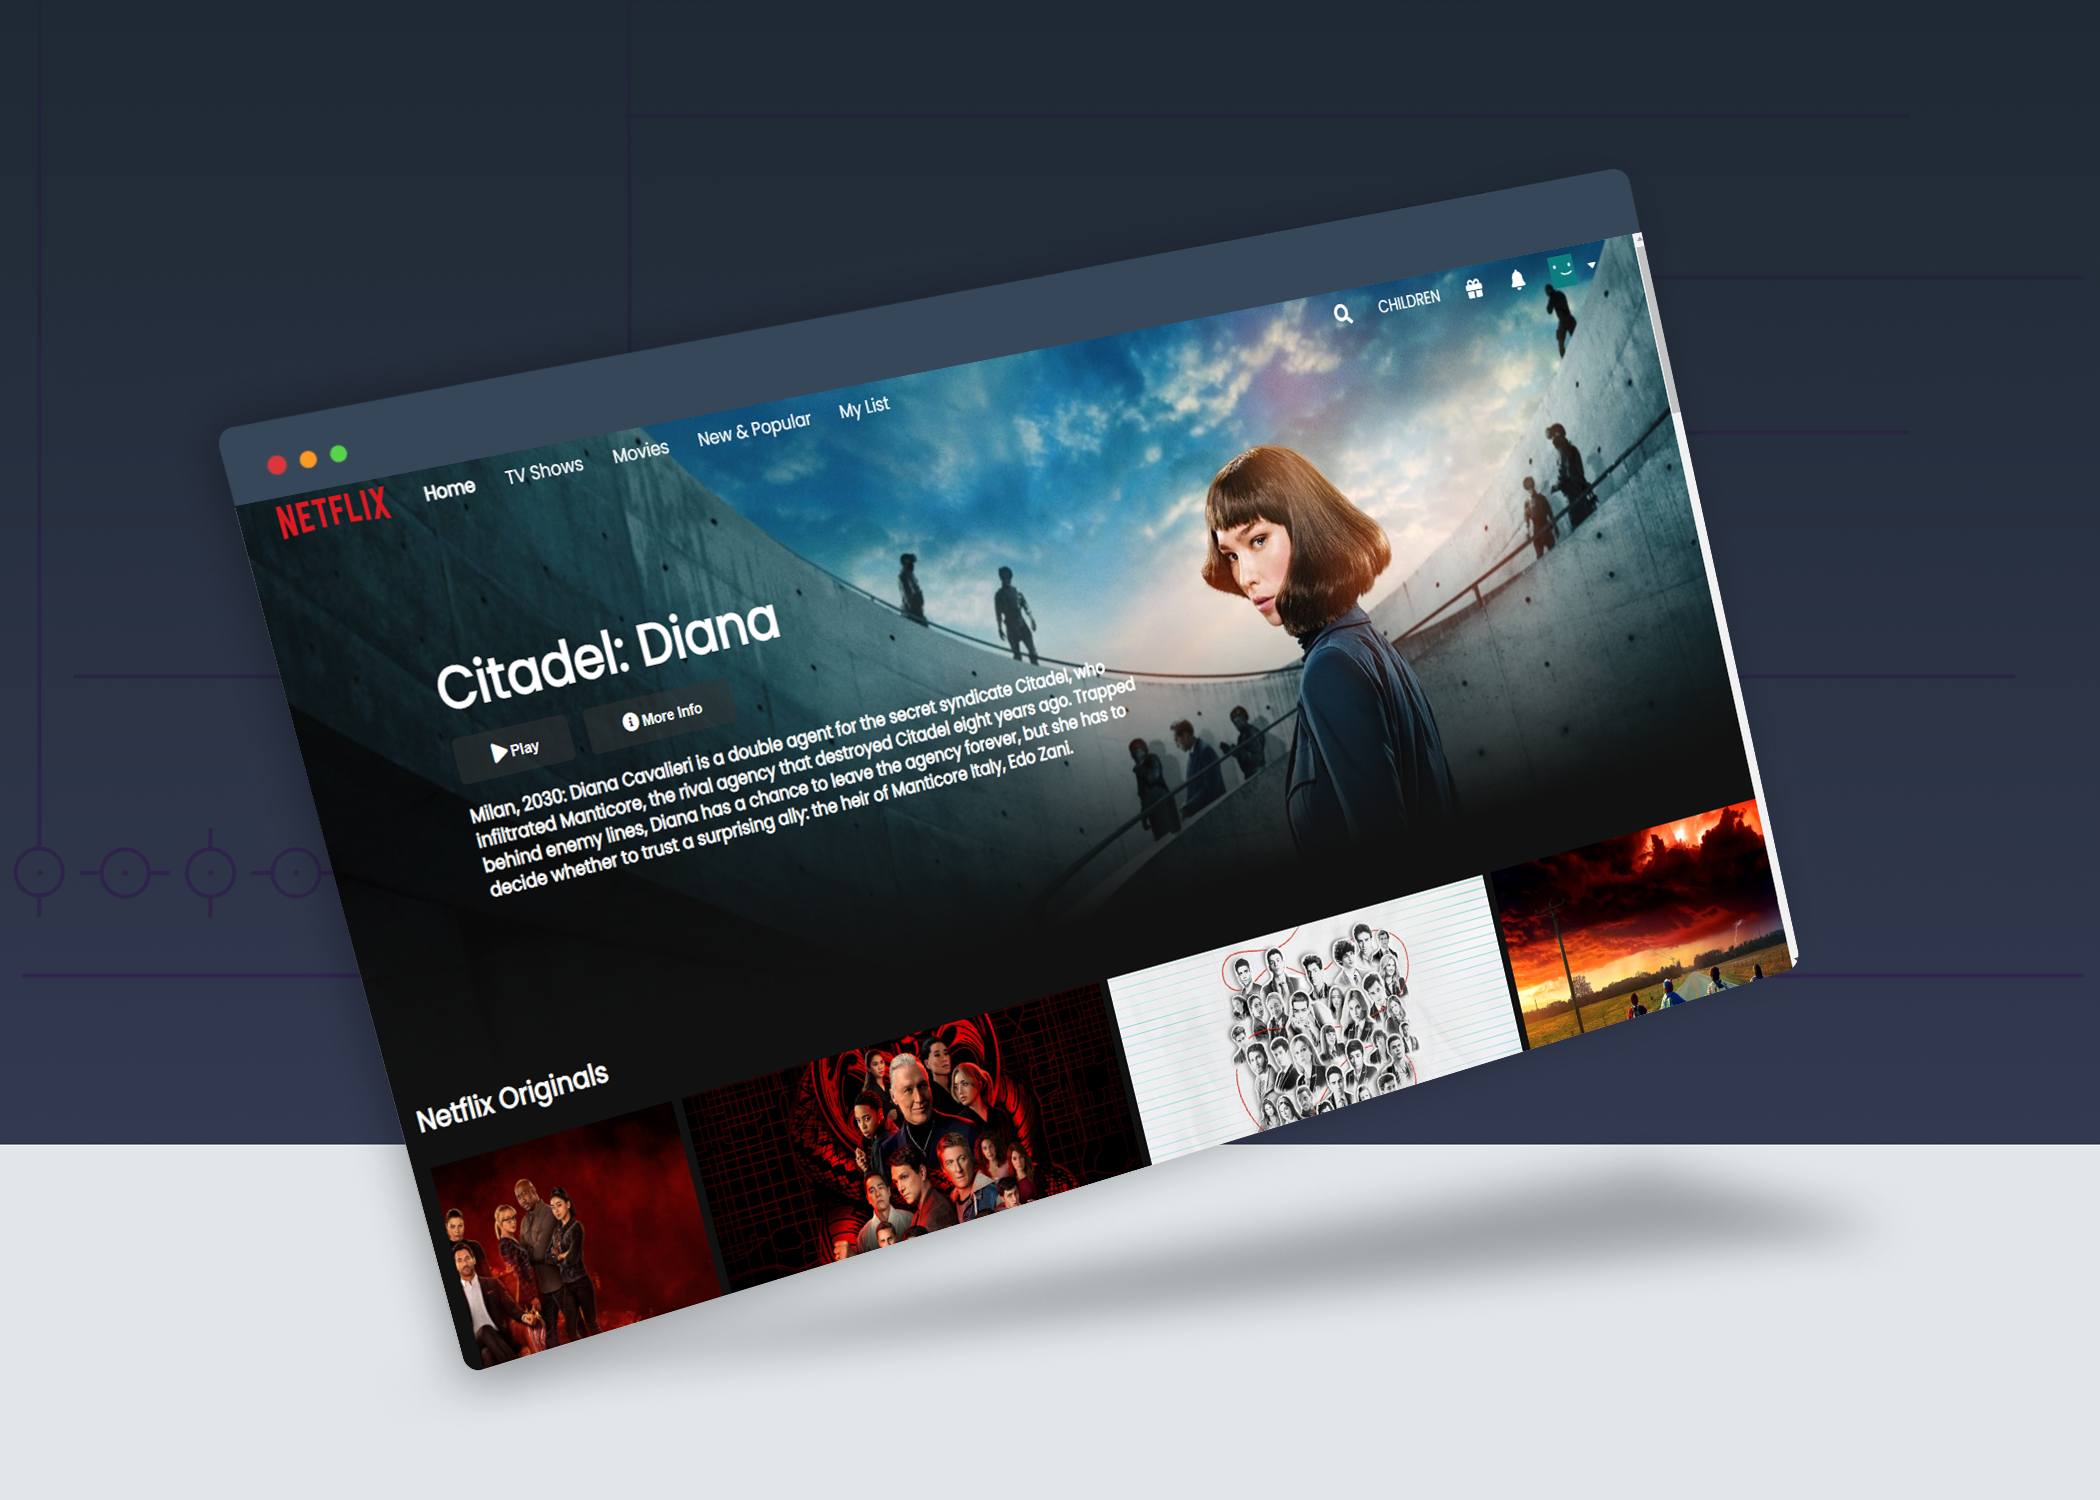 NETFLIX
Home
TV Shows
Movies
New & Popular
My List
CHILDREN
Citadel: Diana
Play
More Info
Milan, 2030: Diana Cavalieri is a double agent for the secret syndicate Citadel, who
infiltrated Manticore, the rival agency that destroyed Citadel eight years ago. Trapped
behind enemy lines, Diana has a chance to leave the agency forever, but she has to
decide whether to trust a surprising ally: the heir of Manticore Italy, Edo Zani.
Netflix Originals